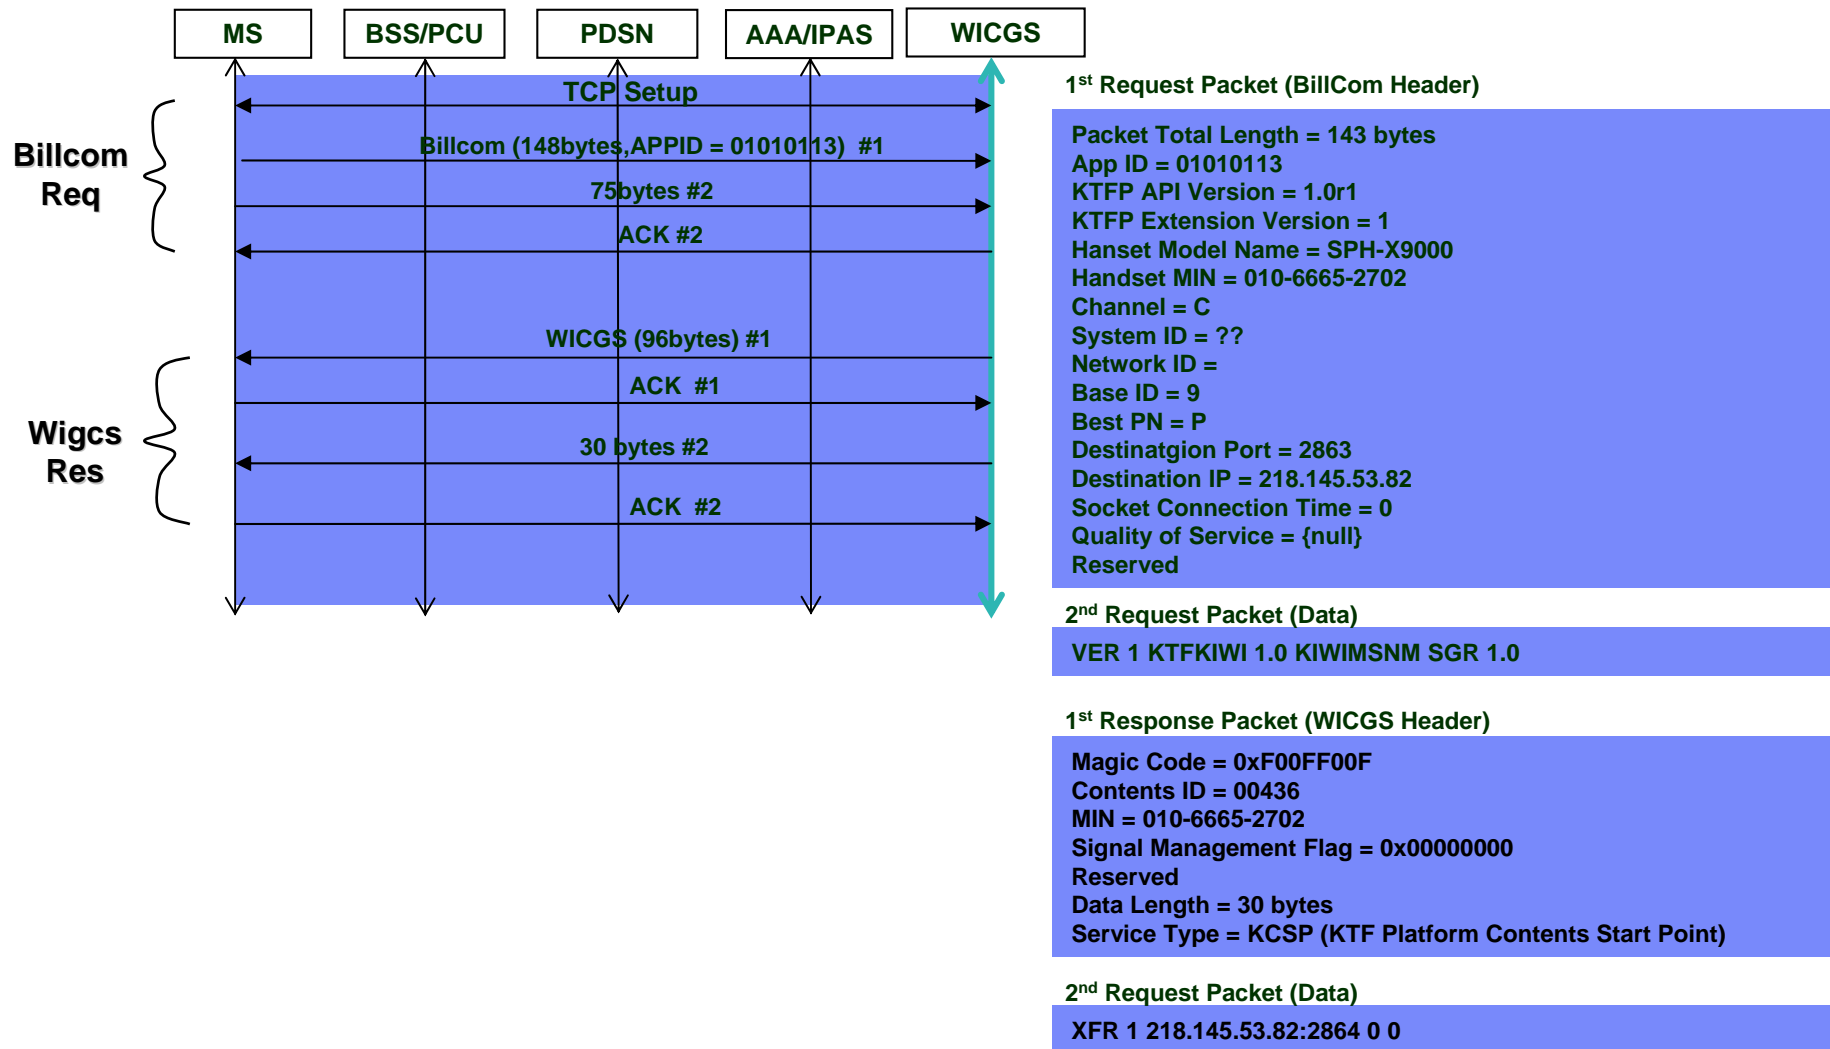 MS
BSS/PCU
PDSN
AAA/IPAS
WICGS
TCP Setup
Billcom (148bytes,APPID = 01010113)  #1
75bytes #2
ACK #2
WICGS (96bytes) #1
ACK  #1
30 bytes #2
ACK  #2
Billcom
Req
Wigcs
Res
1st Request Packet (BillCom Header)
Packet Total Length = 143 bytes
App ID = 01010113
KTFP API Version = 1.0r1
KTFP Extension Version = 1
Hanset Model Name = SPH-X9000
Handset MIN = 010-6665-2702
Channel = C
System ID = ??
Network ID =
Base ID = 9
Best PN = P
Destinatgion Port = 2863
Destination IP = 218.145.53.82
Socket Connection Time = 0
Quality of Service = {null}
Reserved
2nd Request Packet (Data)
VER 1 KTFKIWI 1.0 KIWIMSNM SGR 1.0
1st Response Packet (WICGS Header)
Magic Code = 0xF00FF00F
Contents ID = 00436
MIN = 010-6665-2702
Signal Management Flag = 0x00000000
Reserved
Data Length = 30 bytes
Service Type = KCSP (KTF Platform Contents Start Point)
2nd Request Packet (Data)
XFR 1 218.145.53.82:2864 0 0